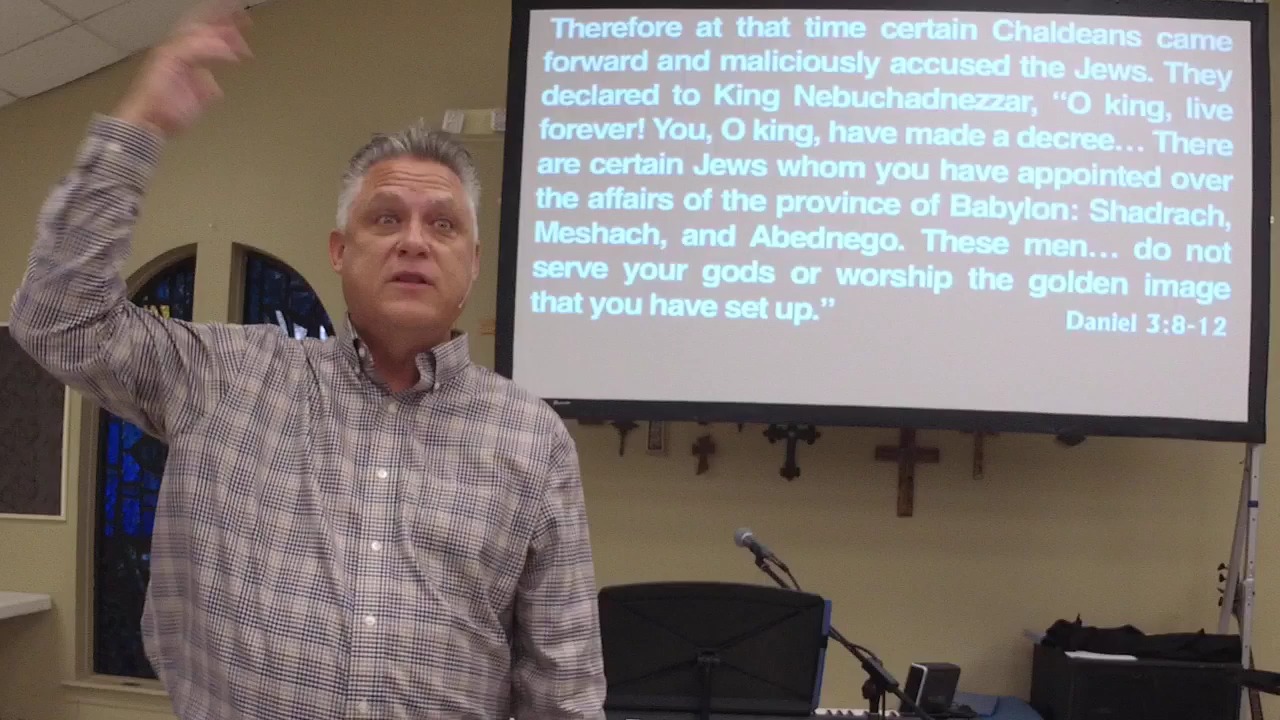 Therefore at that time certain Chaldeans came
forward and maliciously accused the Jews. They
declared to King Nebuchadnezzar, “O king, live
forever! You, O king, have made a decree... There
are certain Jews whom you have appointed over
the affairs of the province of Babylon: Shadrach,
Meshach, and Abednego. These men... do not
serve your gods or worship the golden image
that you have set up.”
Daniel 3:8-12